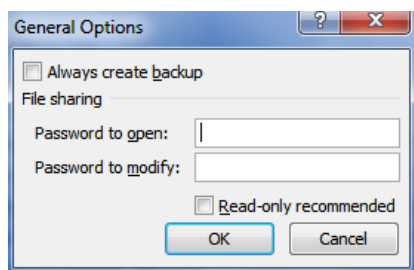 General Options
Always create backup
File sharing
Password to open:
Password to modify:
Read-only recommended
OK Cancel